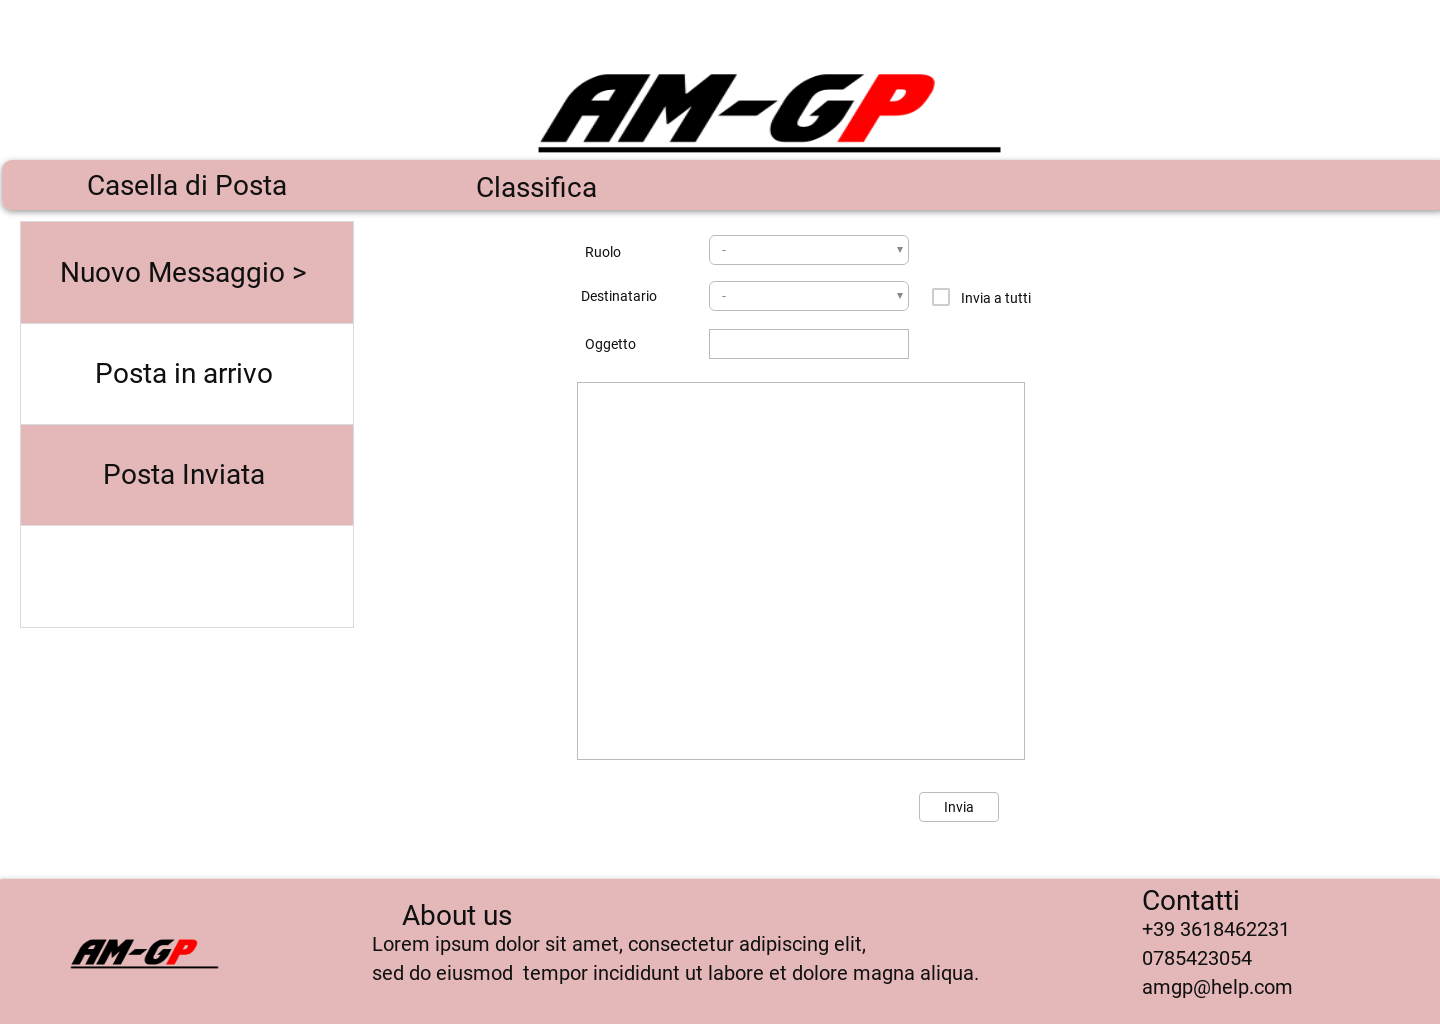 AM-GP
Casella di Posta
Classifica
Nuovo Messaggio >
Posta in arrivo
Posta Inviata
Ruolo
-
Destinatario
-
Invia a tutti
Oggetto
Invia
AM-GP
About us
Lorem ipsum dolor sit amet, consectetur adipiscing elit,
sed do eiusmod  tempor incididunt ut labore et dolore magna aliqua.
Contatti
+39 3618462231
0785423054
amgp@help.com